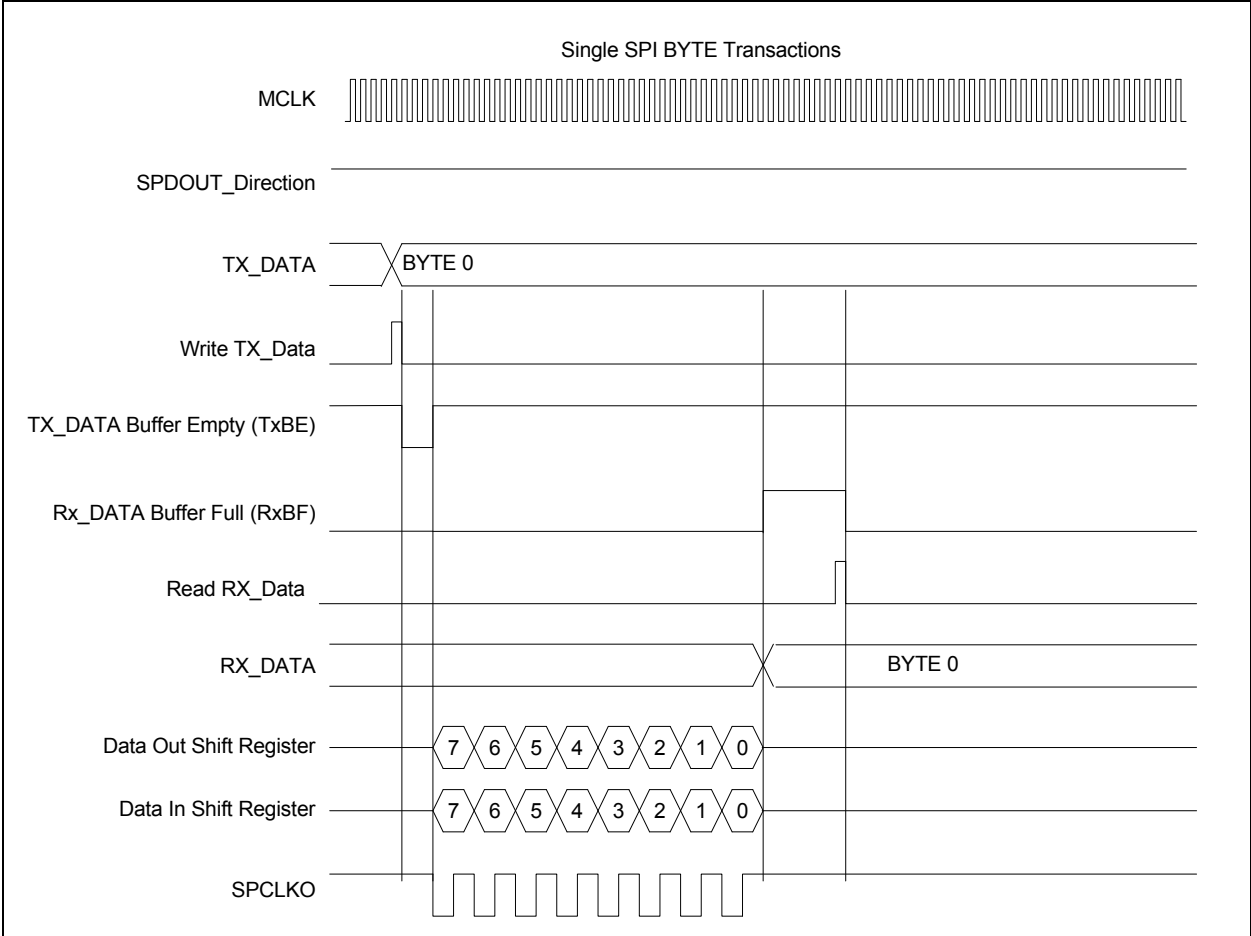 Single SPI BYTE Transactions
MCLK
SPDOUT_Direction
TX_DATA
BYTE 0
Write TX_Data
TX_DATA Buffer Empty (TxBE)
Rx_DATA Buffer Full (RxBF)
Read RX_Data
RX_DATA
BYTE 0
Data Out Shift Register
7 6 5 4 3 2 1 0
Data In Shift Register
7 6 5 4 3 2 1 0
SPCLKO